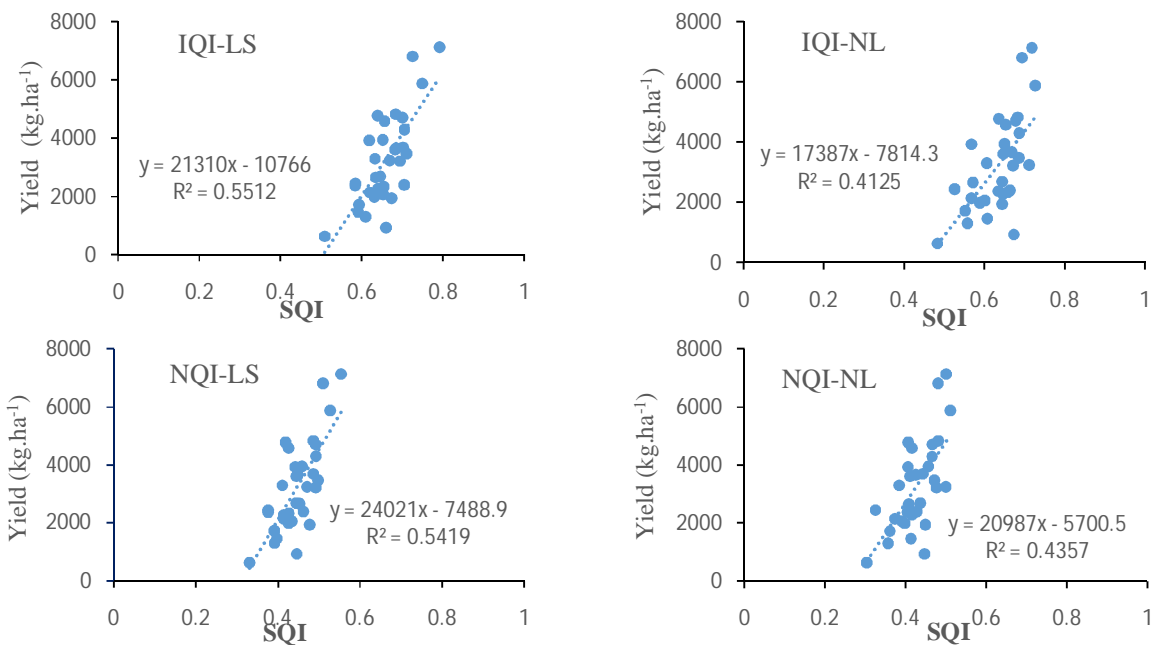 IQI-LS
Yield (kg.ha-1)
8000
6000
4000
2000
0
y = 21310x - 10766
R² = 0.5512
0 0.2 0.4 0.6 0.8 1
SQI
IQI-NL
Yield (kg.ha-1)
8000
6000
4000
2000
0
y = 17387x - 7814.3
R² = 0.4125
0 0.2 0.4 0.6 0.8 1
SQI
NQI-LS
Yield (kg.ha-1)
8000
6000
4000
2000
0
y = 24021x - 7488.9
R² = 0.5419
0 0.2 0.4 0.6 0.8 1
SQI
NQI-NL
Yield (kg.ha-1)
8000
6000
4000
2000
0
y = 20987x - 5700.5
R² = 0.4357
0 0.2 0.4 0.6 0.8 1
SQI